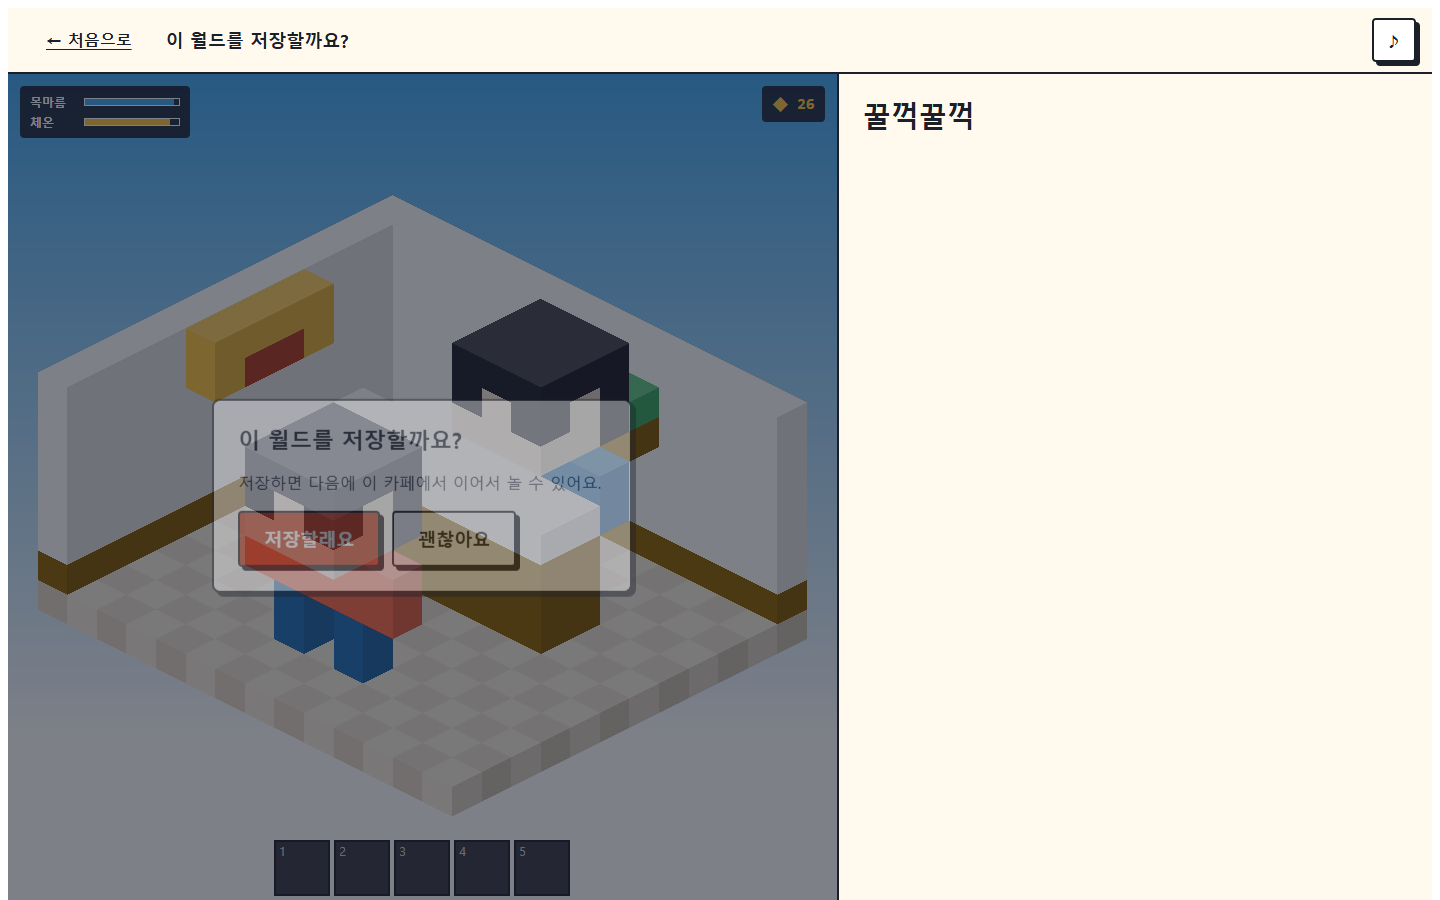 ← 처음으로
이 월드를 저장할까요?
♪
목마름
체온
26
꿀꺽꿀꺽
이 월드를 저장할까요?
저장하면 다음에 이 카페에서 이어서 놀 수 있어요.
저장할래요
괜찮아요
1
2
3
4
5